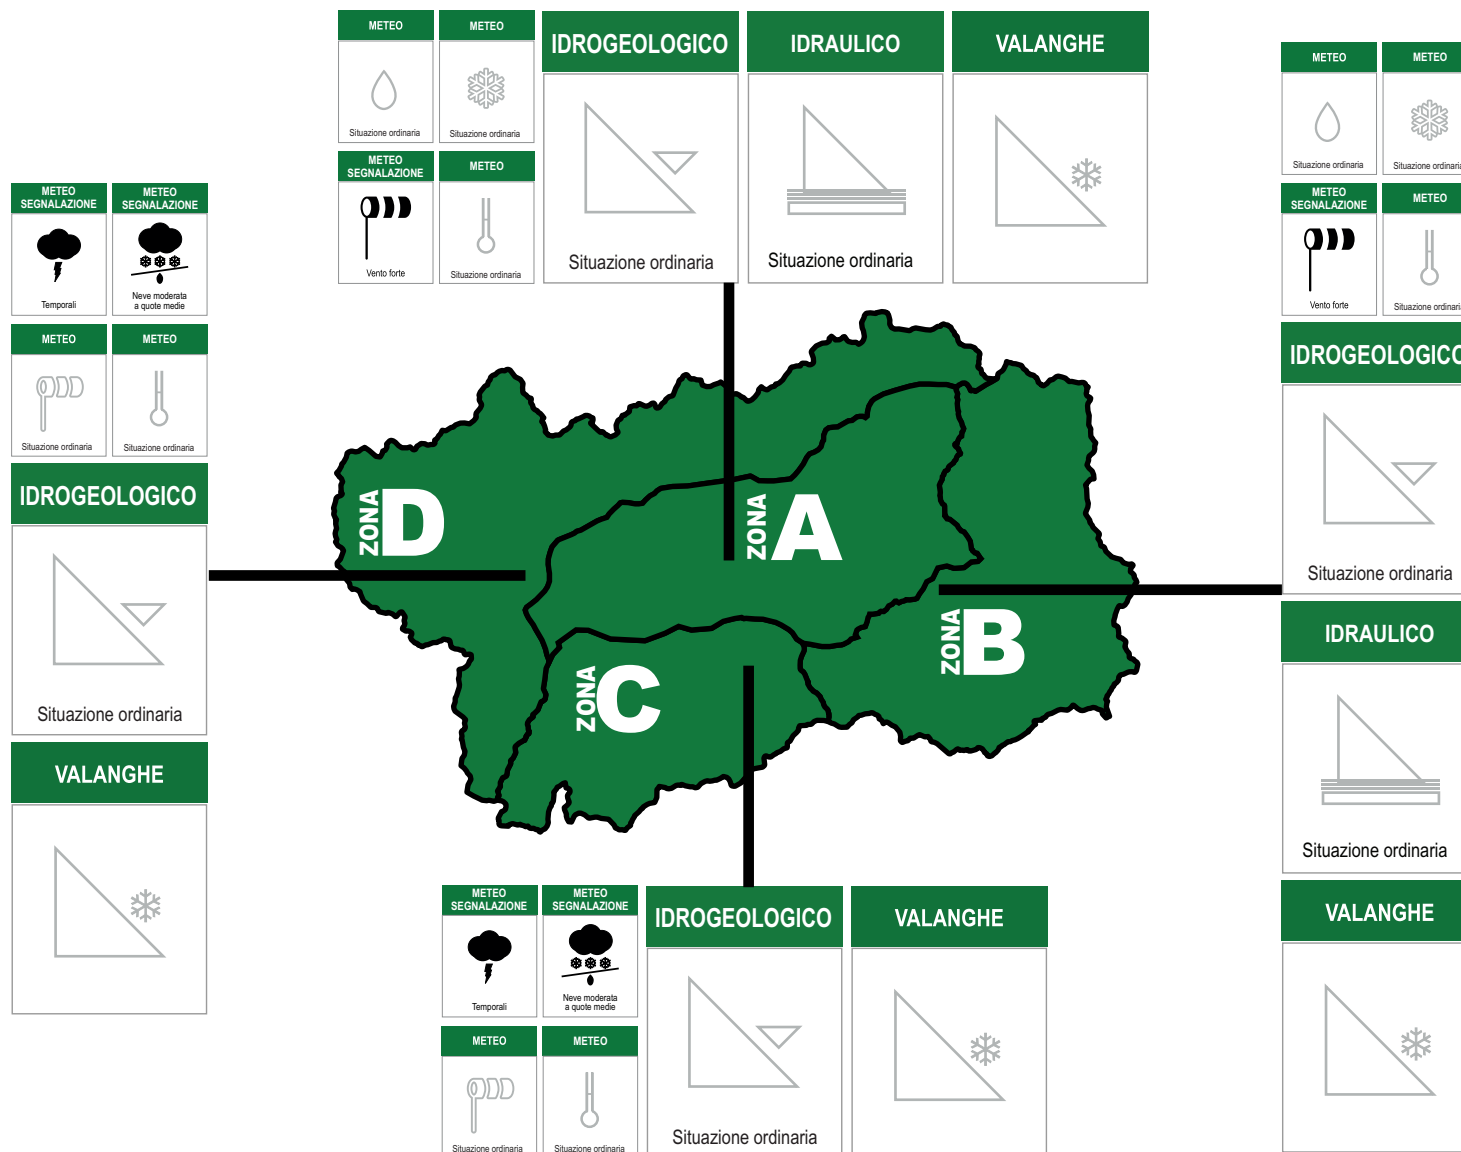 METEO
METEO
Situazione ordinaria
Situazione ordinaria
METEO
SEGNALAZIONE
METEO
Vento forte
Situazione ordinaria
IDROGEOLOGICO
Situazione ordinaria
IDRAULICO
Situazione ordinaria
VALANGHE
METEO
METEO
Situazione ordinaria
Situazione ordinaria
METEO
SEGNALAZIONE
METEO
Vento forte
Situazione ordinaria
IDROGEOLOGICO
Situazione ordinaria
IDRAULICO
Situazione ordinaria
VALANGHE
METEO
SEGNALAZIONE
METEO
SEGNALAZIONE
Temporali
Neve moderata
a quote medie
METEO
METEO
Situazione ordinaria
Situazione ordinaria
IDROGEOLOGICO
Situazione ordinaria
VALANGHE
ZONA D
ZONA A
ZONA B
ZONA C
METEO
SEGNALAZIONE
METEO
SEGNALAZIONE
Temporali
Neve moderata
a quote medie
METEO
METEO
Situazione ordinaria
Situazione ordinaria
IDROGEOLOGICO
Situazione ordinaria
VALANGHE